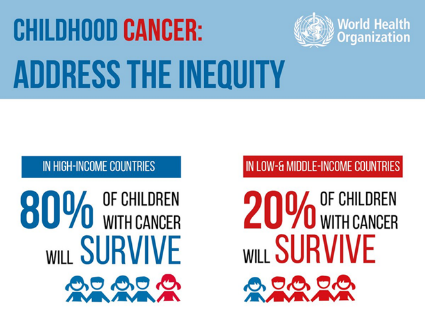 CHILDHOOD CANCER:
ADDRESS THE INEQUITY
World Health
Organization
IN HIGH-INCOME COUNTRIES
80% OF CHILDREN
WITH CANCER
WILL SURVIVE
IN LOW-& MIDDLE-INCOME COUNTRIES
20% OF CHILDREN
WITH CANCER
WILL SURVIVE